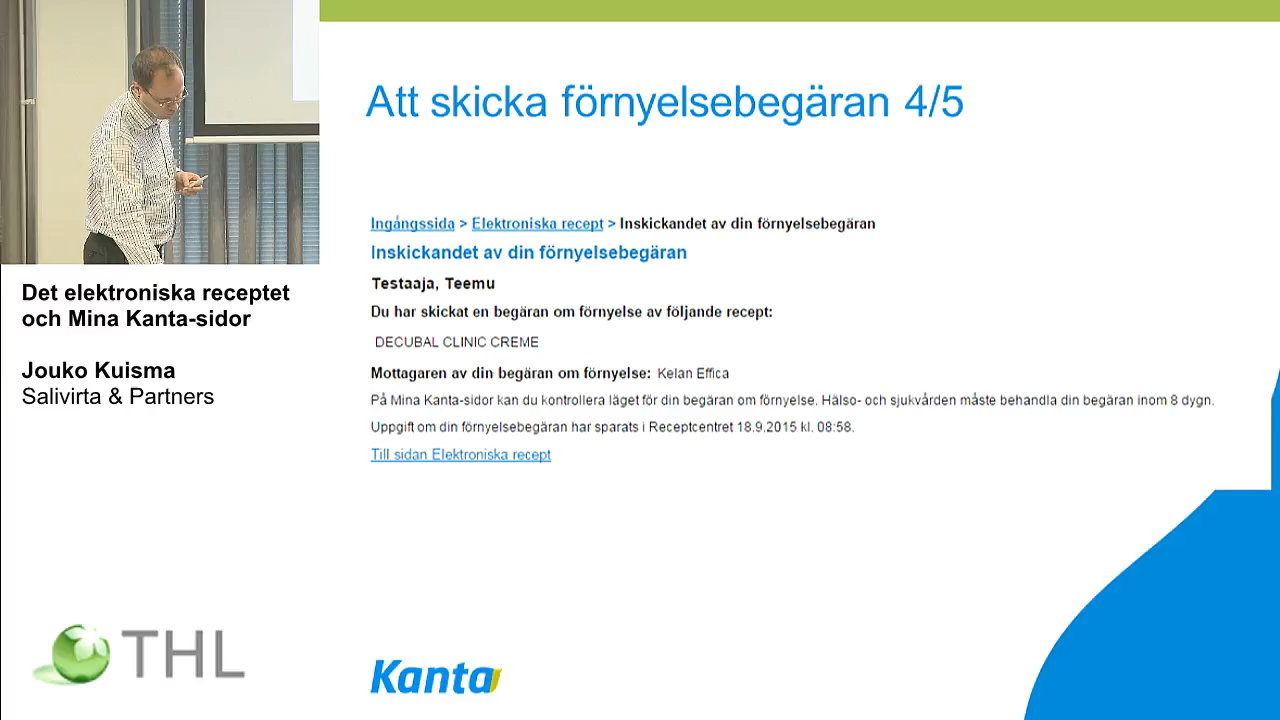 Att skicka förnyelsebegäran 4/5
Ingångssida > Elektroniska recept > Inskickandet av din förnyelsebegäran
Inskickandet av din förnyelsebegäran
Testaaja, Teemu
Du har skickat en begäran om förnyelse av följande recept:
DECUBAL CLINIC CREME
Mottagaren av din begäran om förnyelse: Kelan Effica
På Mina Kanta-sidor kan du kontrollera läget för din begäran om förnyelse. Hälso- och sjukvården måste behandla din begäran inom 8 dygn.
Uppgift om din förnyelsebegäran har sparats i Receptcentret 18.9.2015 kl. 08:58.
Till sidan Elektroniska recept
Det elektroniska receptet
och Mina Kanta-sidor
Jouko Kuisma
Salivirta & Partners
THL
Kanta